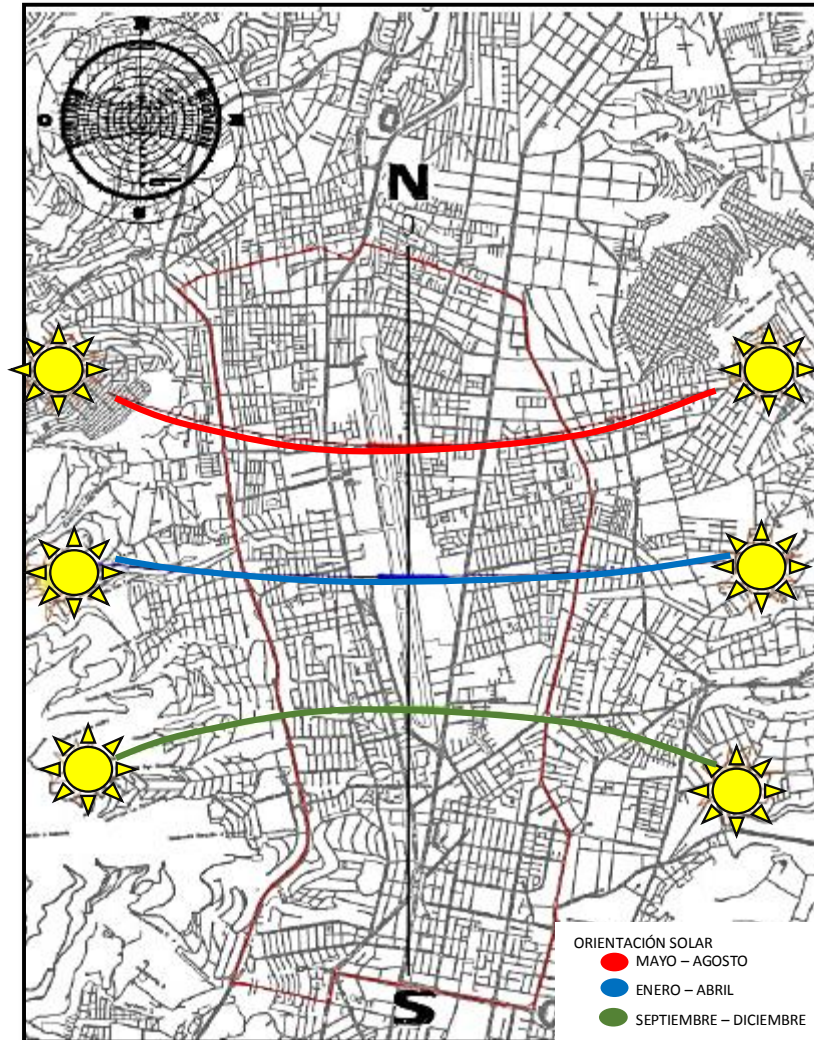 O
N
S
ORIENTACIÓN SOLAR
MAYO – AGOSTO
ENERO – ABRIL
SEPTIEMBRE – DICIEMBRE